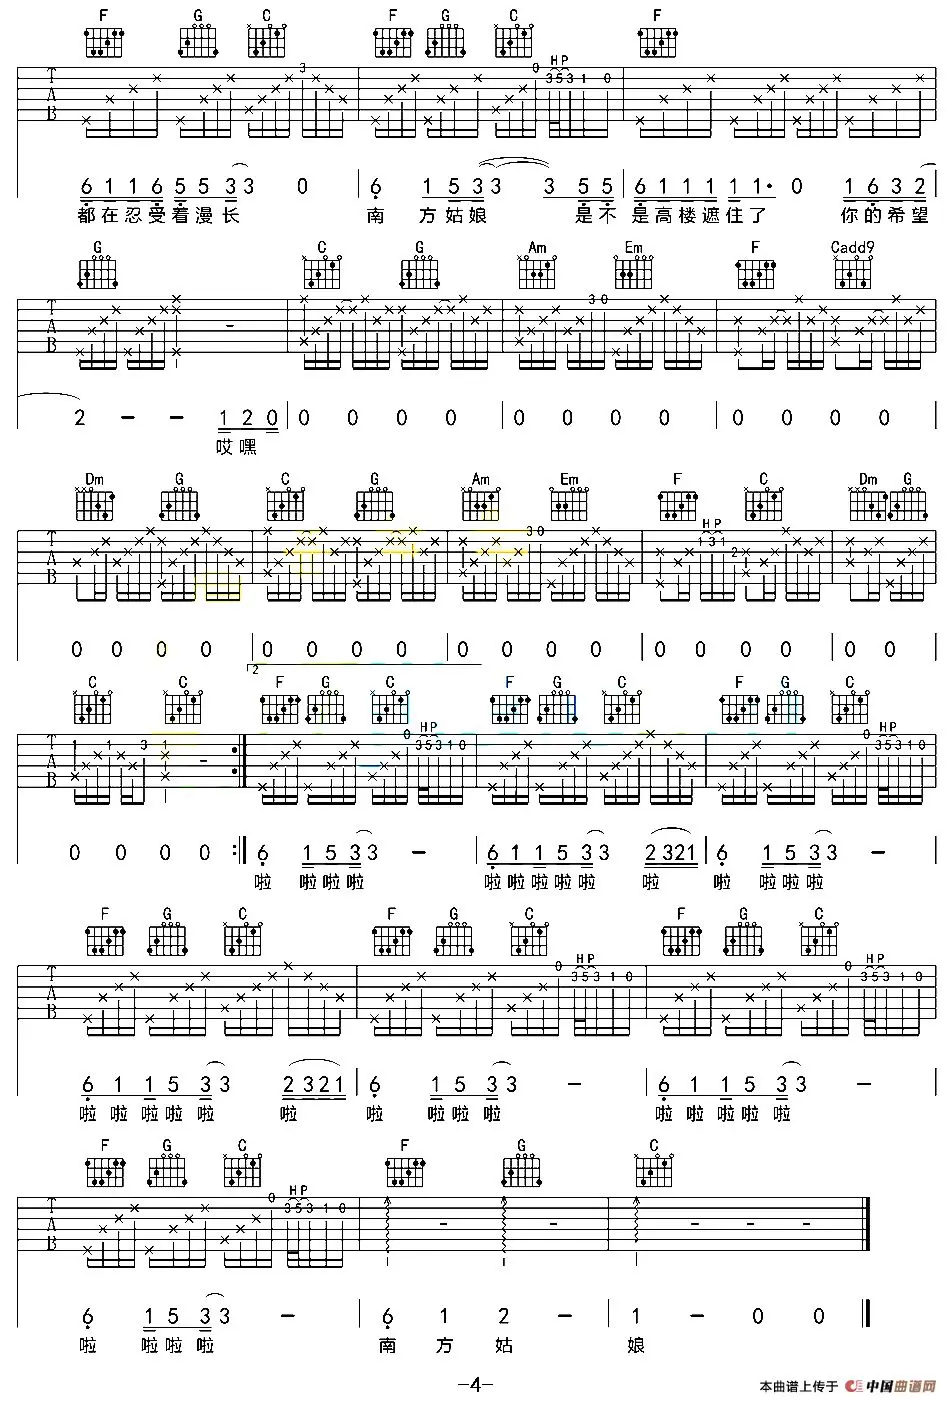 F G C F G C F
3 0 H P 3 5 3 1 0
T A B
6 1 1 6 5 5 3 3 0 6 1 5 3 3 3 5 5 6 1 1 1 1 1· 0 1 6 3 2
都在忍受着漫长 南 方姑娘 是不 是高楼遮住了 你的希望
G C G Am Em F Cadd9
3 0
T A B -
2 - - 1 2 0 0 0 0 0 0 0 0 0 0 0 0 0
哎嘿
Dm G C G Am Em F C Dm G
3 0 H P 1 3 1 2
T A B
0 0 0 0 0 0 0 0 0 0 0 0 0 0 0 0 0 0
2
C C F G C F G C F G C
1 1 3 1 - 0 H P 3 5 3 1 0 0 H P 3 5 3 1 0
T A B
0 0 0 0 6 1 5 3 3 - 6 1 1 5 3 3 2 3 2 1 6 1 5 3 3 -
啦 啦啦啦 啦啦啦啦啦 啦 啦 啦啦啦
F G C F G C F G C
0 H P 3 5 3 1 0 0 H P 3 5 3 1 0
T A B
6 1 1 5 3 3 2 3 2 1 6 1 5 3 3 - 6 1 1 5 3 3 -
啦啦啦啦啦 啦 啦 啦啦啦 啦啦啦啦啦
F G C F G C
0 H P 3 5 3 1 0
T A B - - - - -
6 1 5 3 3 - 6 1 2 - 1 - 0 0
啦 啦啦啦 南 方 姑 娘
-4-
本曲谱上传于 中国曲谱网